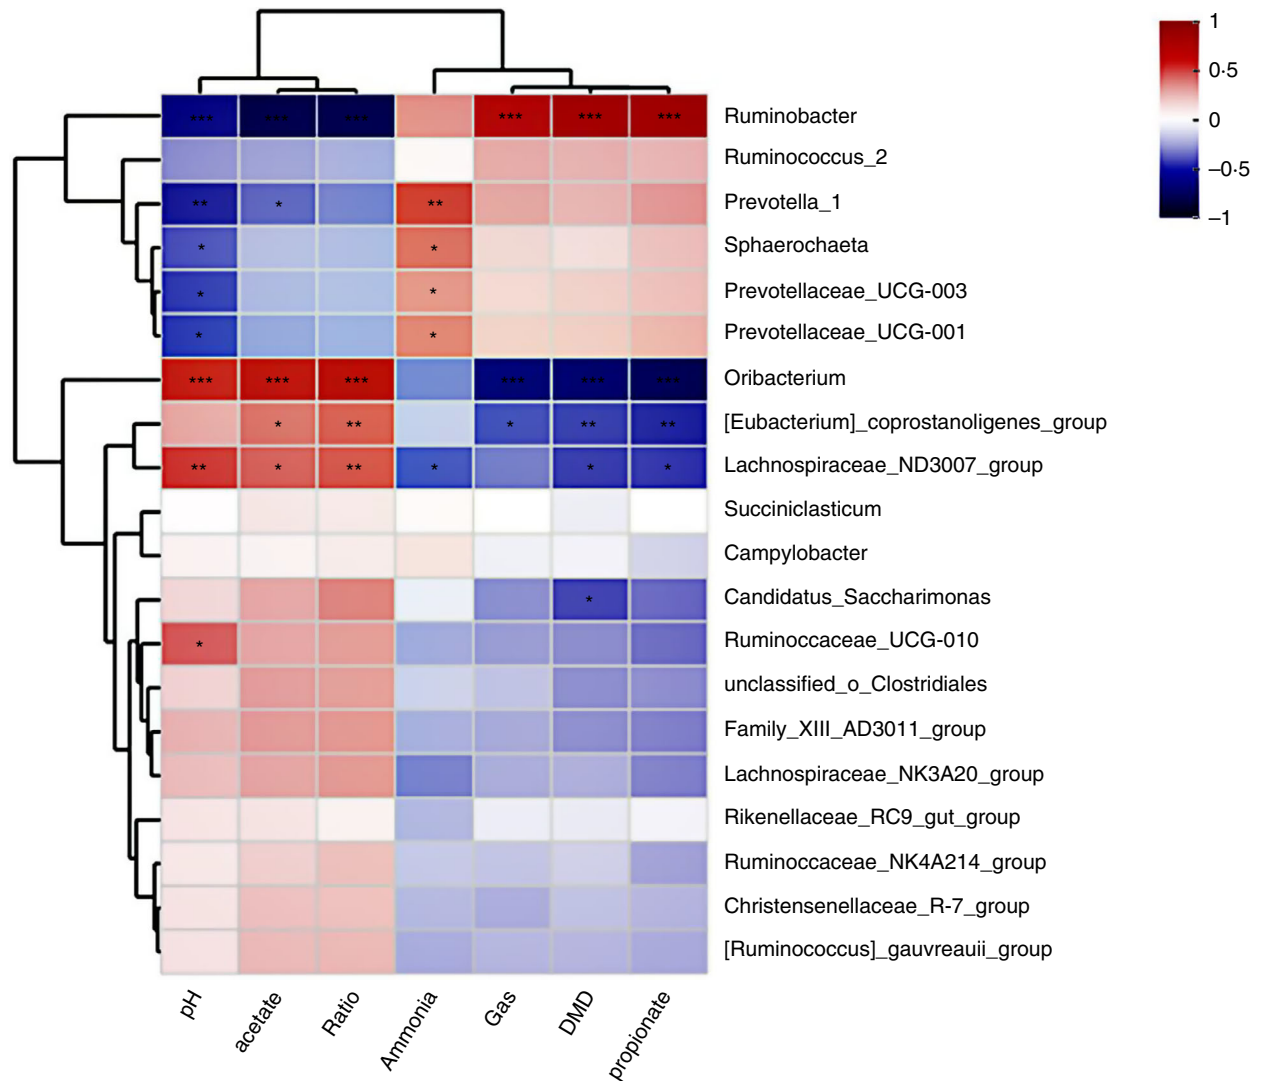 1
0·5
0
−0·5
−1
*** *** *** *** *** *** Ruminobacter
Ruminococcus_2
** * ** Prevotella_1
* * Sphaerochaeta
* * Prevotellaceae_UCG-003
* * Prevotellaceae_UCG-001
*** *** *** *** *** *** Oribacterium
* ** * ** ** [Eubacterium]_coprostanoligenes_group
** * ** * * * Lachnospiraceae_ND3007_group
Succiniclasticum
Campylobacter
* Candidatus_Saccharimonas
* Ruminoccaceae_UCG-010
unclassified_o_Clostridiales
Family_XIII_AD3011_group
Lachnospiraceae_NK3A20_group
Rikenellaceae_RC9_gut_group
Ruminoccaceae_NK4A214_group
Christensenellaceae_R-7_group
[Ruminococcus]_gauvreauii_group
pH acetate Ratio Ammonia Gas DMD propionate